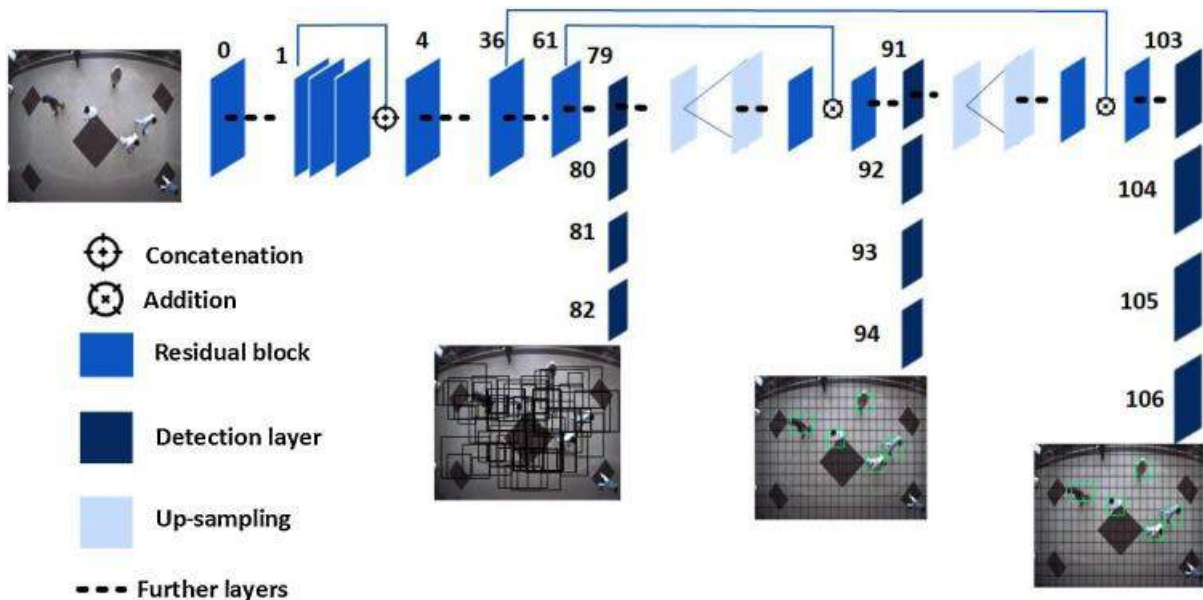 0
1
4
36
61
79
91
103
80
92
104
81
93
105
82
94
106
Concatenation
Addition
Residual block
Detection layer
Up-sampling
Further layers